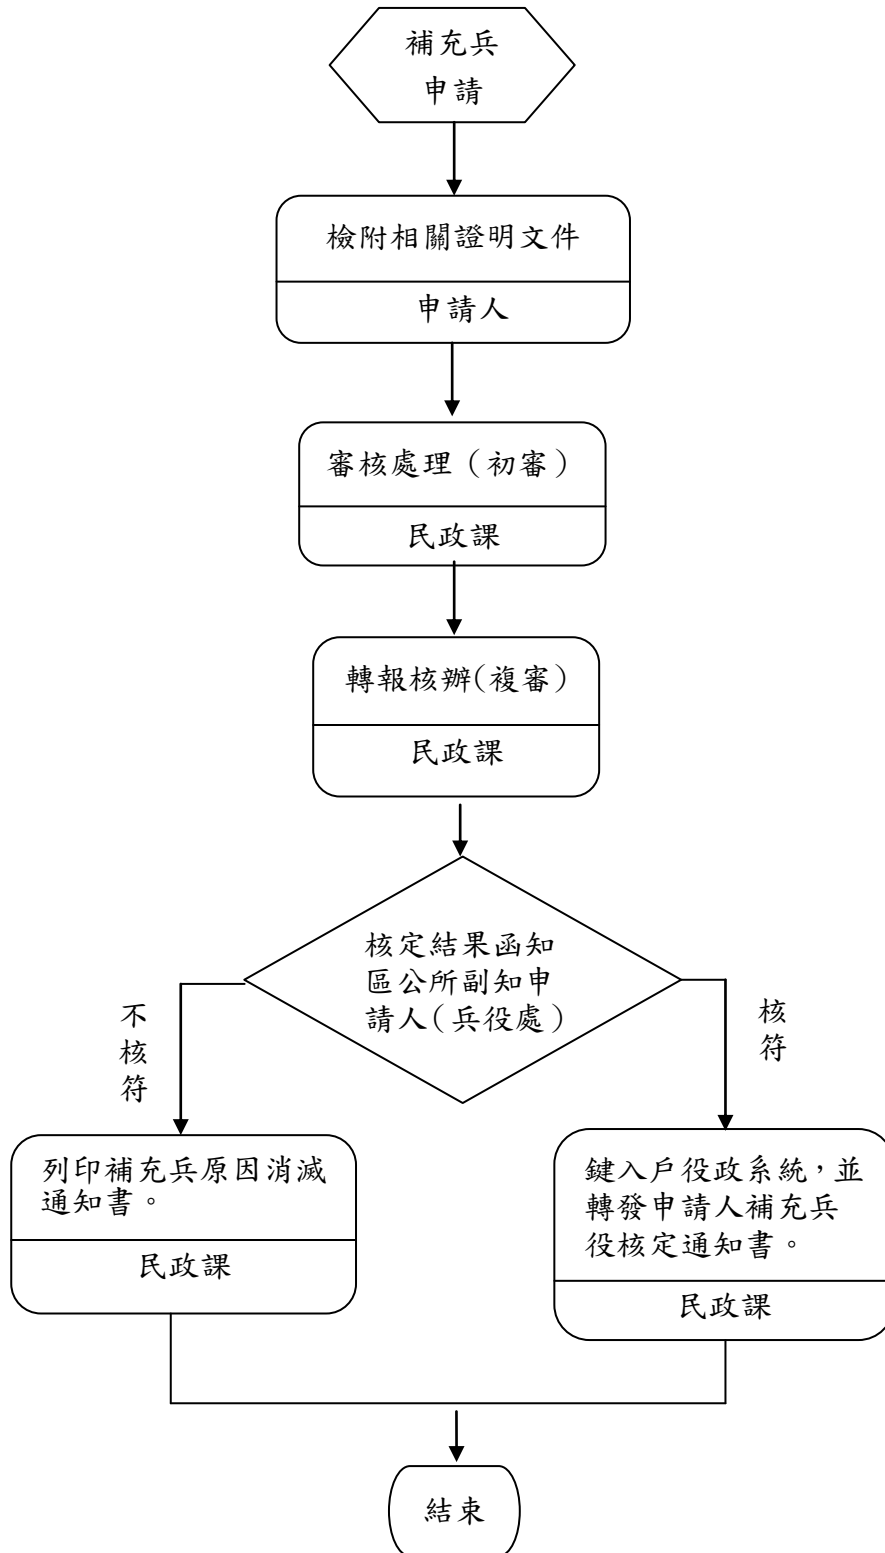 補充兵
申請
檢附相關證明文件
申請人
審核處理（初審）
民政課
轉報核辦(複審)
民政課
核定結果函知
區公所副知申
請人(兵役處)
不
核
符
核
符
列印補充兵原因消滅
通知書。
民政課
鍵入戶役政系統，並
轉發申請人補充兵
役核定通知書。
民政課
結束